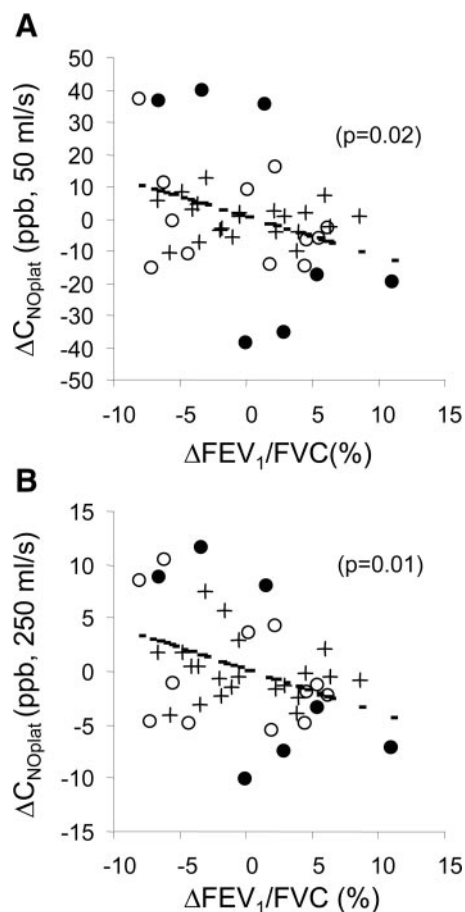 A
ΔC_NOplat (ppb, 50 ml/s)
50
40
30
20
10
0
-10
-20
-30
-40
-50
(p=0.02)
-10 -5 0 5 10 15
ΔFEV₁/FVC(%)
B
ΔC_NOplat (ppb, 250 ml/s)
15
10
5
0
-5
-10
-15
(p=0.01)
-10 -5 0 5 10 15
ΔFEV₁/FVC (%)